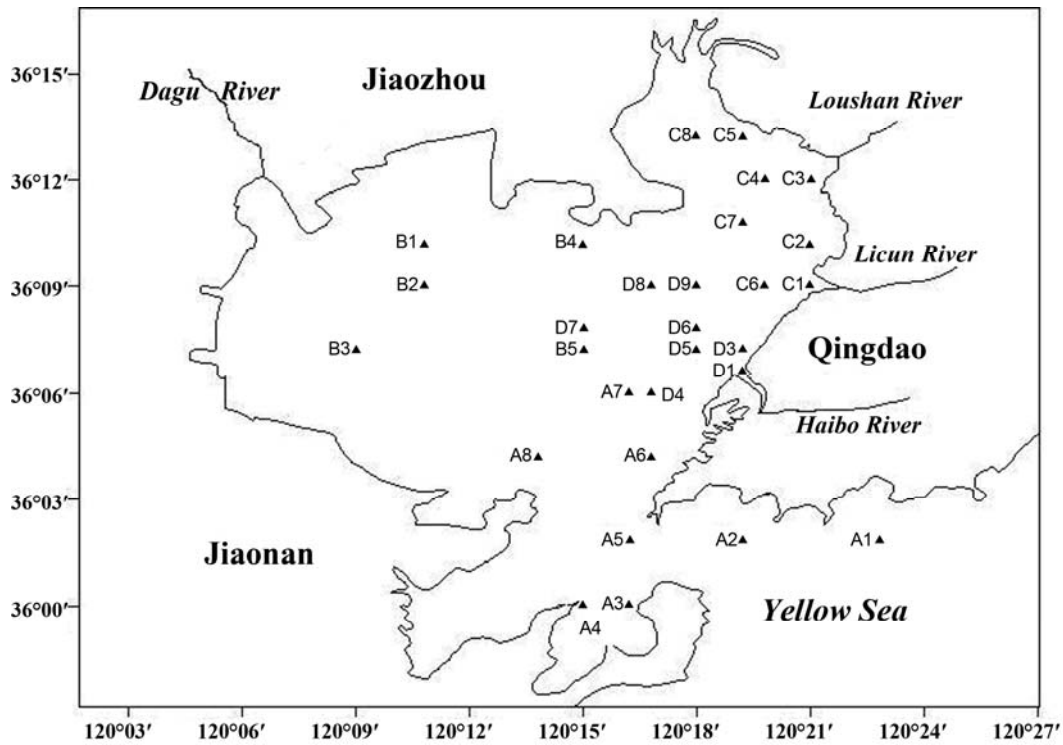 36°15′
Jiaozhou
Dagu River
Loushan River
C8
C5
36°12′
C4
C3
C7
B1
B4
C2
Licun River
36°09′
B2
D8
D9
C6
C1
D7
D6
B3
B5
D5
D3
Qingdao
D1
36°06′
A7
D4
Haibo River
A8
A6
36°03′
Jiaonan
A5
A2
A1
36°00′
A3
Yellow Sea
A4
120°03′ 120°06′ 120°09′ 120°12′ 120°15′ 120°18′ 120°21′ 120°24′ 120°27′